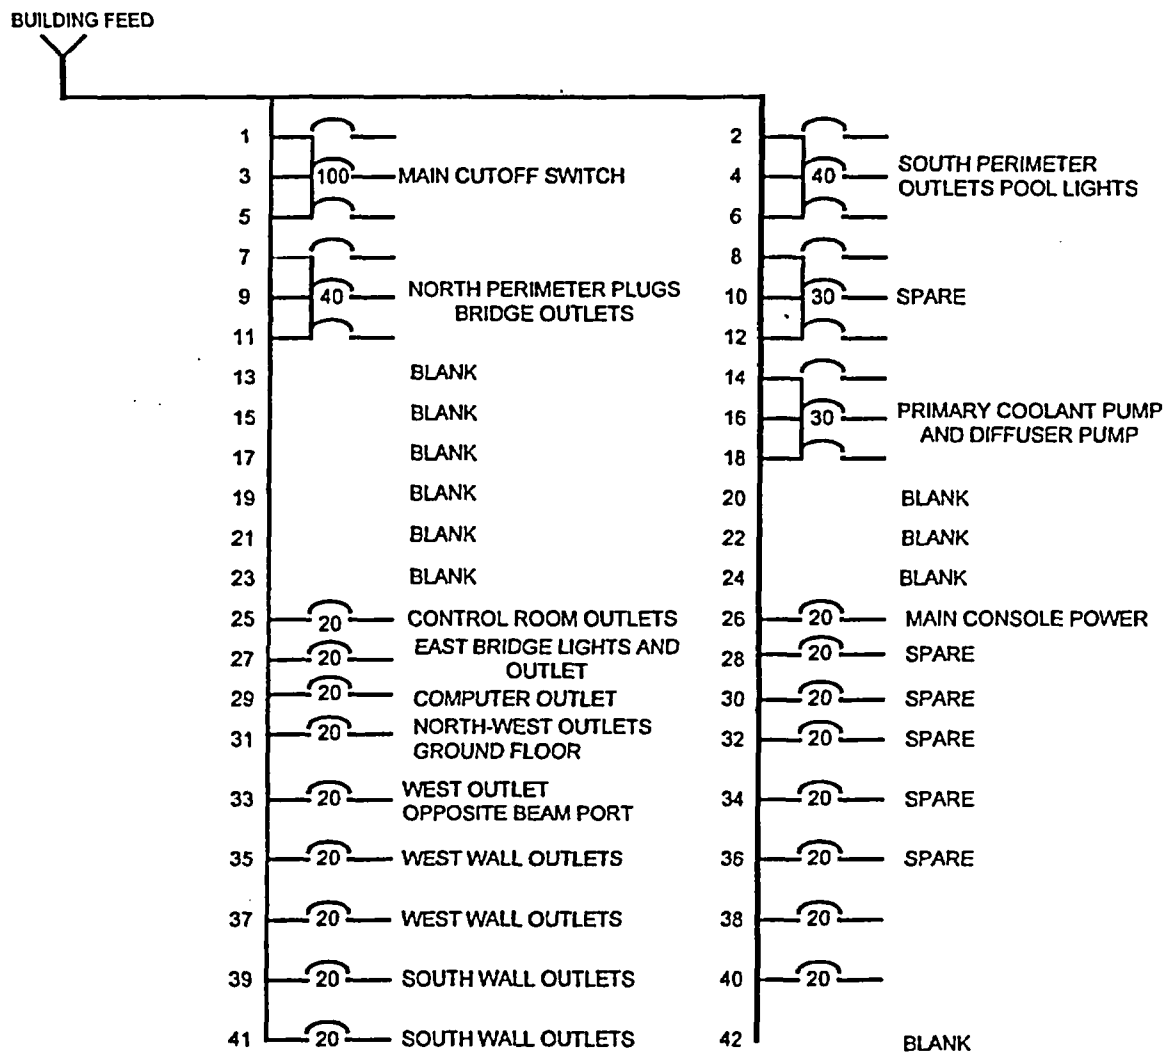 BUILDING FEED
1
3 100 MAIN CUTOFF SWITCH
5
7
9 40 NORTH PERIMETER PLUGS
BRIDGE OUTLETS
11
13 BLANK
15 BLANK
17 BLANK
19 BLANK
21 BLANK
23 BLANK
25 20 CONTROL ROOM OUTLETS
27 20 EAST BRIDGE LIGHTS AND
OUTLET
29 20 COMPUTER OUTLET
31 20 NORTH-WEST OUTLETS
GROUND FLOOR
33 20 WEST OUTLET
OPPOSITE BEAM PORT
35 20 WEST WALL OUTLETS
37 20 WEST WALL OUTLETS
39 20 SOUTH WALL OUTLETS
41 20 SOUTH WALL OUTLETS
2
4 40 SOUTH PERIMETER
OUTLETS POOL LIGHTS
6
8
10 30 SPARE
12
14
16 30 PRIMARY COOLANT PUMP
AND DIFFUSER PUMP
18
20 BLANK
22 BLANK
24 BLANK
26 20 MAIN CONSOLE POWER
28 20 SPARE
30 20 SPARE
32 20 SPARE
34 20 SPARE
36 20 SPARE
38 20
40 20
42 BLANK